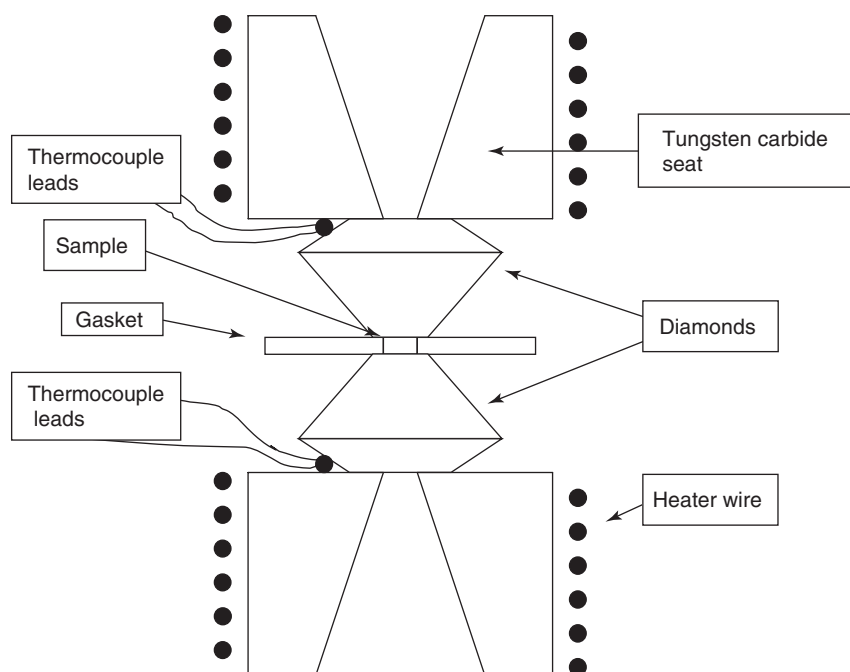 Thermocouple
leads
Tungsten carbide
seat
Sample
Gasket
Diamonds
Thermocouple
leads
Heater wire